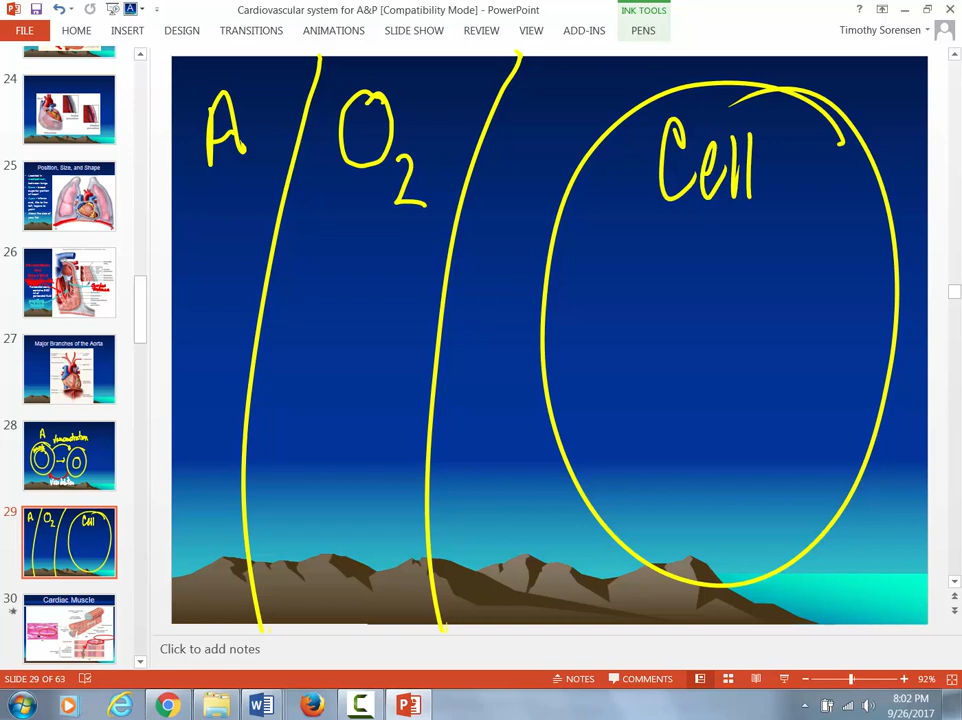 Cardiovascular system for A&P [Compatibility Mode] - PowerPoint
INK TOOLS
FILE HOME INSERT DESIGN TRANSITIONS ANIMATIONS SLIDE SHOW REVIEW VIEW ADD-INS PENS
Timothy Sorensen
24
25
Position, Size, and Shape
26
27
Major Branches of the Aorta
28
A
Vasoconstriction
29
A O2 Cell
30
Cardiac Muscle
A O2 Cell
Click to add notes
SLIDE 29 OF 63
NOTES
COMMENTS
92%
8:02 PM
9/26/2017